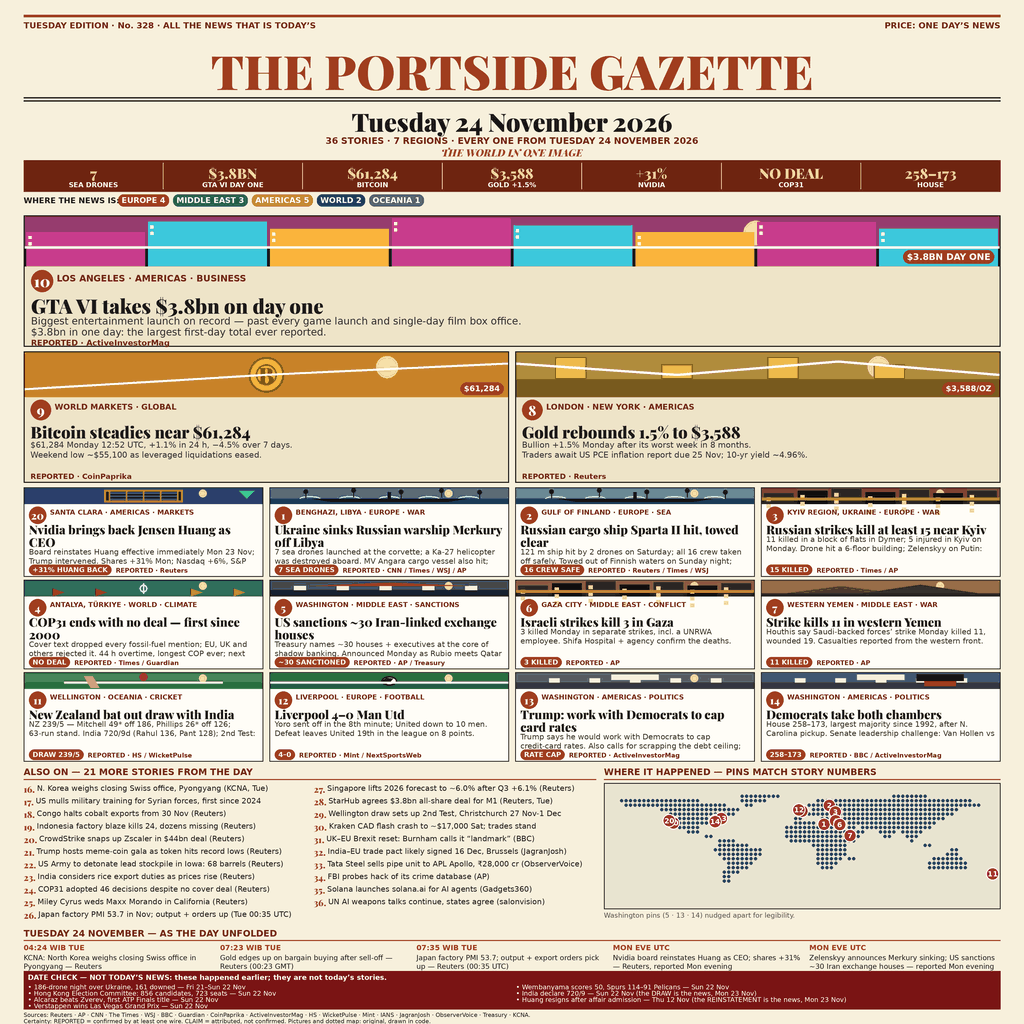 TUESDAY EDITION · No. 328 · ALL THE NEWS THAT IS TODAY’S
PRICE: ONE DAY’S NEWS
THE PORTSIDE GAZETTE
Tuesday 24 November 2026
36 STORIES · 7 REGIONS · EVERY ONE FROM TUESDAY 24 NOVEMBER 2026
THE WORLD IN ONE IMAGE
7
SEA DRONES
$3.8BN
GTA VI DAY ONE
$61,284
BITCOIN
$3,588
GOLD +1.5%
+31%
NVIDIA
NO DEAL
COP31
258–173
HOUSE
WHERE THE NEWS IS:
EUROPE 4
MIDDLE EAST 3
AMERICAS 5
WORLD 2
OCEANIA 1
$3.8BN DAY ONE
10
LOS ANGELES · AMERICAS · BUSINESS
GTA VI takes $3.8bn on day one
Biggest entertainment launch on record — past every game launch and single-day film box office.
$3.8bn in one day: the largest first-day total ever reported.
REPORTED · ActiveInvestorMag
B
$61,284
9
WORLD MARKETS · GLOBAL
Bitcoin steadies near $61,284
$61,284 Monday 12:52 UTC, +1.1% in 24 h, −4.5% over 7 days.
Weekend low ~$55,100 as leveraged liquidations eased.
REPORTED · CoinPaprika
$3,588/OZ
8
LONDON · NEW YORK · AMERICAS
Gold rebounds 1.5% to $3,588
Bullion +1.5% Monday after its worst week in 8 months.
Traders await US PCE inflation report due 25 Nov; 10-yr yield ~4.96%.
REPORTED · Reuters
20
SANTA CLARA · AMERICAS · MARKETS
Nvidia brings back Jensen Huang as
CEO
Board reinstates Huang effective immediately Mon 23 Nov;
Trump intervened. Shares +31% Mon; Nasdaq +6%, S&P
+31% HUANG BACK
REPORTED · Reuters
1
BENGHAZI, LIBYA · EUROPE · WAR
Ukraine sinks Russian warship Merkury
off Libya
7 sea drones launched at the corvette; a Ka-27 helicopter
was destroyed aboard. MV Angara cargo vessel also hit;
7 SEA DRONES
REPORTED · CNN / Times / WSJ / AP
2
GULF OF FINLAND · EUROPE · SEA
Russian cargo ship Sparta II hit, towed
clear
121 m ship hit by 2 drones on Saturday; all 16 crew taken
off safely. Towed out of Finnish waters on Sunday night;
16 CREW SAFE
REPORTED · Reuters / Times / WSJ
3
KYIV REGION, UKRAINE · EUROPE · WAR
Russian strikes kill at least 15 near Kyiv
11 killed in a block of flats in Dymer; 5 injured in Kyiv on
Monday. Drone hit a 6-floor building; Zelenskyy on Putin:
15 KILLED
REPORTED · Times / AP
4
ANTALYA, TÜRKIYE · WORLD · CLIMATE
COP31 ends with no deal — first since
2000
Cover text dropped every fossil-fuel mention; EU, UK and
others rejected it. 44 h overtime, longest COP ever; next
NO DEAL
REPORTED · Times / Guardian
5
WASHINGTON · MIDDLE EAST · SANCTIONS
US sanctions ~30 Iran-linked exchange
houses
Treasury names ~30 houses + executives at the core of
shadow banking. Announced Monday as Rubio meets Qatar
~30 SANCTIONED
REPORTED · AP / Treasury
6
GAZA CITY · MIDDLE EAST · CONFLICT
Israeli strikes kill 3 in Gaza
3 killed Monday in separate strikes, incl. a UNRWA
employee. Shifa Hospital + agency confirm the deaths.
3 KILLED
REPORTED · AP
7
WESTERN YEMEN · MIDDLE EAST · WAR
Strike kills 11 in western Yemen
Houthis say Saudi-backed forces’ strike Monday killed 11,
wounded 19. Casualties reported from the western front.
11 KILLED
REPORTED · AP
11
WELLINGTON · OCEANIA · CRICKET
New Zealand bat out draw with India
NZ 239/5 — Mitchell 49* off 186, Phillips 26* off 126;
63-run stand. India 720/9d (Rahul 136, Pant 128); 2nd Test:
DRAW 239/5
REPORTED · HS / WicketPulse
12
LIVERPOOL · EUROPE · FOOTBALL
Liverpool 4–0 Man Utd
Yoro sent off in the 8th minute; United down to 10 men.
Defeat leaves United 19th in the league on 8 points.
4–0
REPORTED · Mint / NextSportsWeb
13
WASHINGTON · AMERICAS · POLITICS
Trump: work with Democrats to cap
card rates
Trump says he would work with Democrats to cap
credit-card rates. Also calls for scrapping the debt ceiling;
RATE CAP
REPORTED · ActiveInvestorMag
14
WASHINGTON · AMERICAS · POLITICS
Democrats take both chambers
House 258–173, largest majority since 1992, after N.
Carolina pickup. Senate leadership challenge: Van Hollen vs
258–173
REPORTED · BBC / ActiveInvestorMag
ALSO ON — 21 MORE STORIES FROM THE DAY
16. N. Korea weighs closing Swiss office, Pyongyang (KCNA, Tue)
17. US mulls military training for Syrian forces, first since 2024
18. Congo halts cobalt exports from 30 Nov (Reuters)
19. Indonesia factory blaze kills 24, dozens missing (Reuters)
20. CrowdStrike snaps up Zscaler in $44bn deal (Reuters)
21. Trump hosts meme-coin gala as token hits record lows (Reuters)
22. US Army to detonate lead stockpile in Iowa: 68 barrels (Reuters)
23. India considers rice export duties as prices rise (Reuters)
24. COP31 adopted 46 decisions despite no cover deal (Reuters)
25. Miley Cyrus weds Maxx Morando in California (Reuters)
26. Japan factory PMI 53.7 in Nov; output + orders up (Tue 00:35 UTC)
27. Singapore lifts 2026 forecast to ~6.0% after Q3 +6.1% (Reuters)
28. StarHub agrees $3.8bn all-share deal for M1 (Reuters, Tue)
29. Wellington draw sets up 2nd Test, Christchurch 27 Nov-1 Dec
30. Kraken CAD flash crash to ~$17,000 Sat; trades stand
31. UK–EU Brexit reset: Burnham calls it “landmark” (BBC)
32. India–EU trade pact likely signed 16 Dec, Brussels (JagranJosh)
33. Tata Steel sells pipe unit to APL Apollo, ₹28,000 cr (ObserverVoice)
34. FBI probes hack of its crime database (AP)
35. Solana launches solana.ai for AI agents (Gadgets360)
36. UN AI weapons talks continue, states agree (salonvision)
WHERE IT HAPPENED — PINS MATCH STORY NUMBERS
20
14
12
1
6
7
11
Washington pins (5 · 13 · 14) nudged apart for legibility.
TUESDAY 24 NOVEMBER — AS THE DAY UNFOLDED
04:24 WIB TUE
KCNA: North Korea weighs closing Swiss office in
Pyongyang — Reuters
07:23 WIB TUE
Gold edges up on bargain buying after sell-off —
Reuters (00:23 GMT)
07:35 WIB TUE
Japan factory PMI 53.7; output + export orders pick
up — Reuters (00:35 UTC)
MON EVE UTC
Nvidia board reinstates Huang as CEO; shares +31%
— Reuters, reported Mon evening
MON EVE UTC
Zelenskyy announces Merkury sinking; US sanctions
~30 Iran exchange houses — reported Mon evening
DATE CHECK — NOT TODAY’S NEWS: these happened earlier; they are not today’s stories.
• 186-drone night over Ukraine, 161 downed — Fri 21–Sun 22 Nov
• Hong Kong Election Committee: 856 candidates, 723 seats — Sun 22 Nov
• Alcaraz beats Zverev, first ATP Finals title — Sun 22 Nov
• Verstappen wins Las Vegas Grand Prix — Sun 22 Nov
• Wembanyama scores 50, Spurs 114–91 Pelicans — Sun 22 Nov
• India declare 720/9 — Sun 22 Nov (the DRAW is the news, Mon 23)
• Huang resigns after affair admission — Thu 12 Nov (the REINSTATEMENT is the news, Mon 23)
Sources: Reuters · AP · CNN · The Times · WSJ · BBC · Guardian · CoinPaprika · ActiveInvestorMag · HS · WicketPulse · Mint · IANS · JagranJosh · ObserverVoice · Treasury · KCNA.
Certainty: REPORTED = confirmed by at least one wire, CLAIM = attributed, not confirmed. Pictures and dotted map: original, drawn in code.